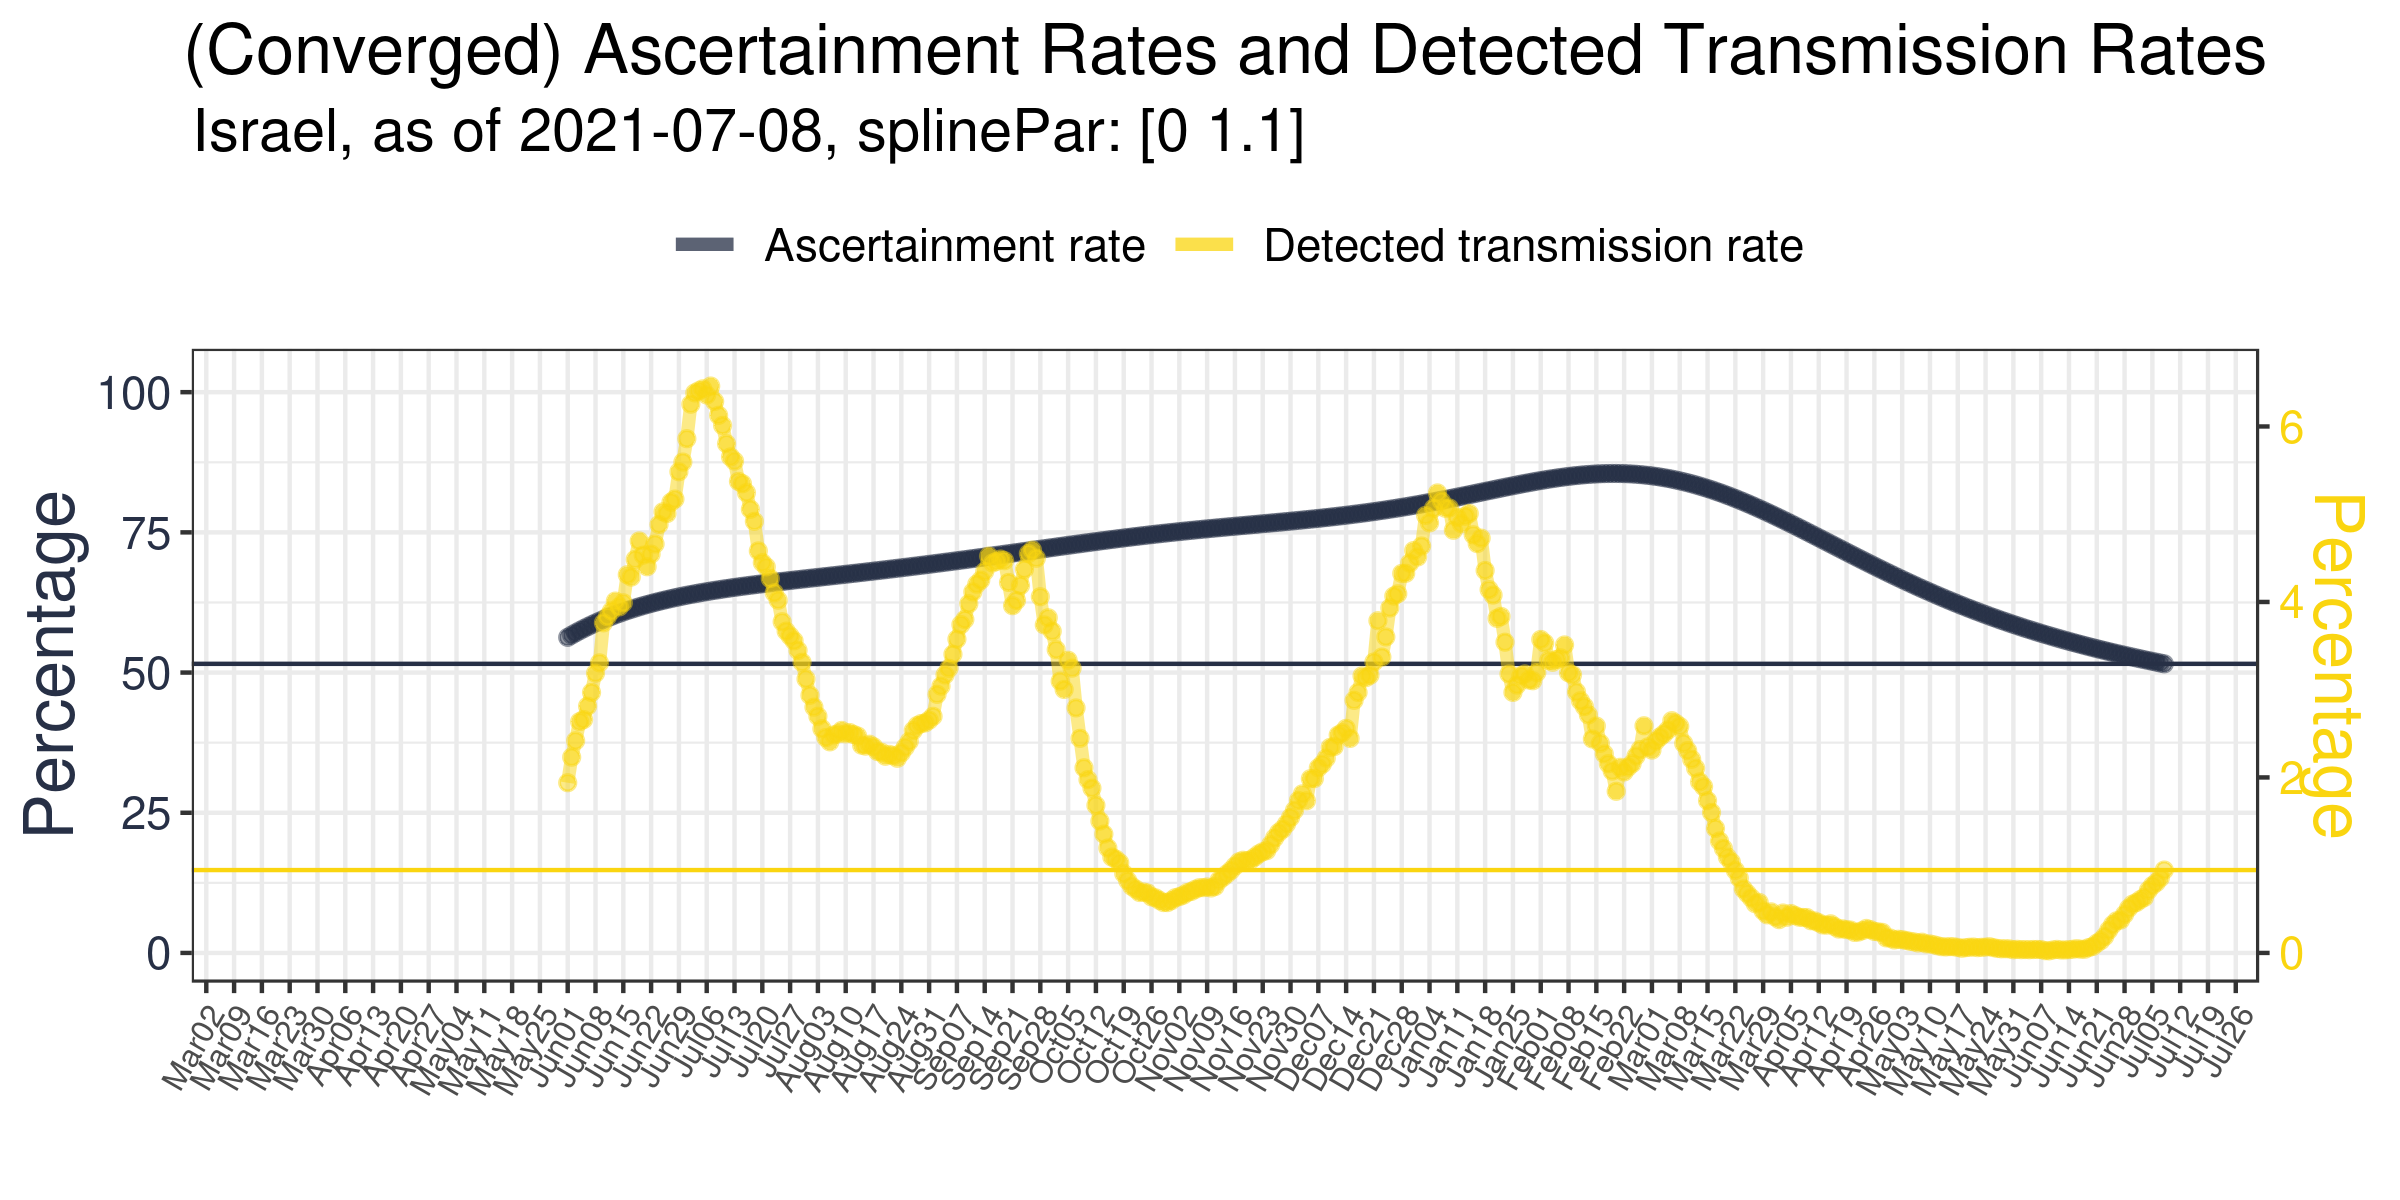 (Converged) Ascertainment Rates and Detected Transmission Rates
Israel, as of 2021-07-08, splinePar: [0 1.1]
Ascertainment rate
Detected transmission rate
Percentage
100
75
50
25
0
6
4
2
0
Percentage
Mar02
Mar09
Mar16
Mar23
Mar30
Apr06
Apr13
Apr20
Apr27
May04
May11
May18
May25
Jun01
Jun08
Jun15
Jun22
Jun29
Jul06
Jul13
Jul20
Jul27
Aug03
Aug10
Aug17
Aug24
Aug31
Sep07
Sep14
Sep21
Sep28
Oct05
Oct12
Oct19
Oct26
Nov02
Nov09
Nov16
Nov23
Nov30
Dec07
Dec14
Dec21
Dec28
Jan04
Jan11
Jan18
Jan25
Feb01
Feb08
Feb15
Feb22
Mar01
Mar08
Mar15
Mar22
Mar29
Apr05
Apr12
Apr19
Apr26
May03
May10
May17
May24
May31
Jun07
Jun14
Jun21
Jun28
Jul05
Jul12
Jul19
Jul26